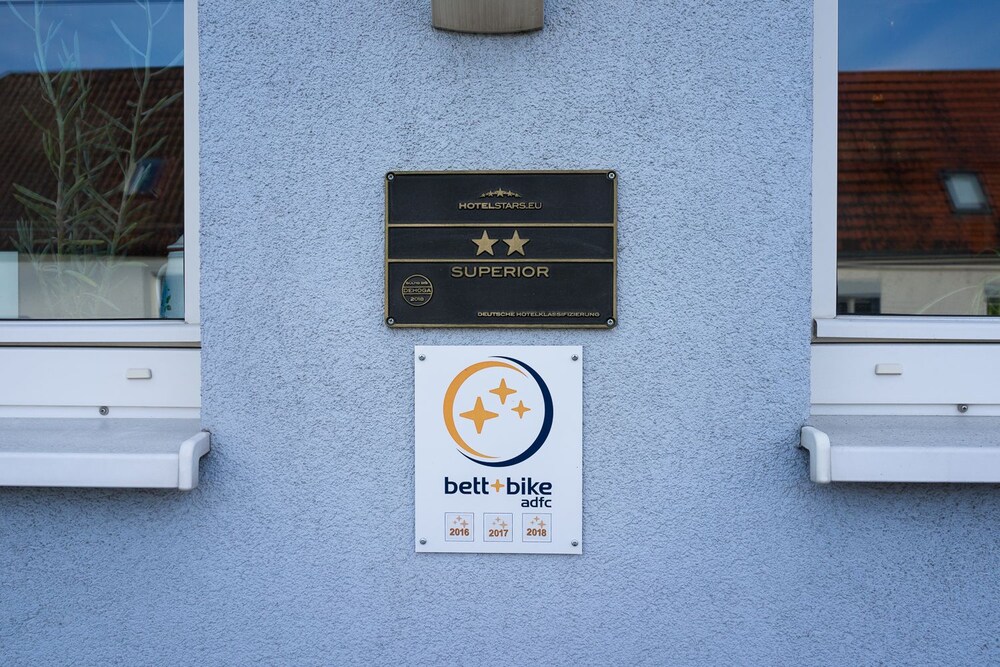 HOTELSTARS.EU
SUPERIOR
DEHOGA
2018
DEUTSCHE HOTELKLASSIFIZIERUNG
bett+bike
adfc
2016 2017 2018